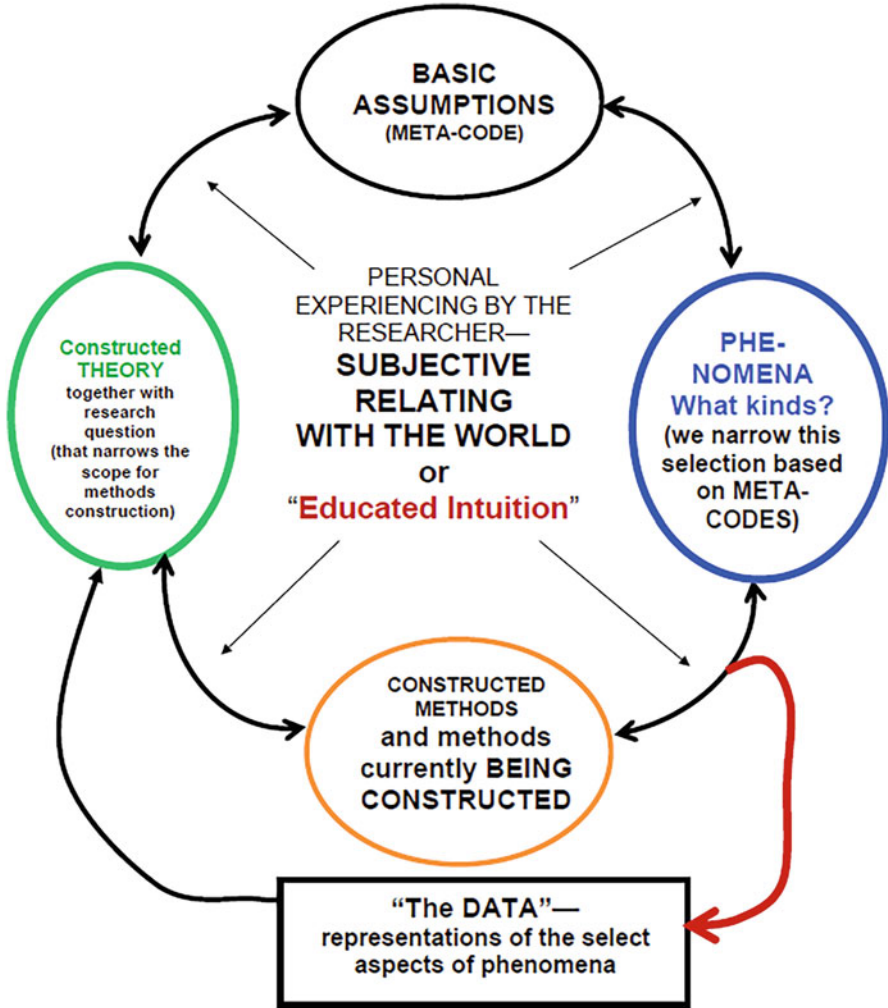 BASIC
ASSUMPTIONS
(META-CODE)
PERSONAL
EXPERIENCING BY THE
RESEARCHER—
SUBJECTIVE
RELATING
WITH THE WORLD
or
“Educated Intuition”
Constructed
THEORY
together with
research
question
(that narrows the
scope for
methods
construction)
PHE-
NOMENA
What kinds?
(we narrow this
selection based
on META-
CODES)
CONSTRUCTED
METHODS
and methods
currently BEING
CONSTRUCTED
“The DATA”—
representations of the select
aspects of phenomena